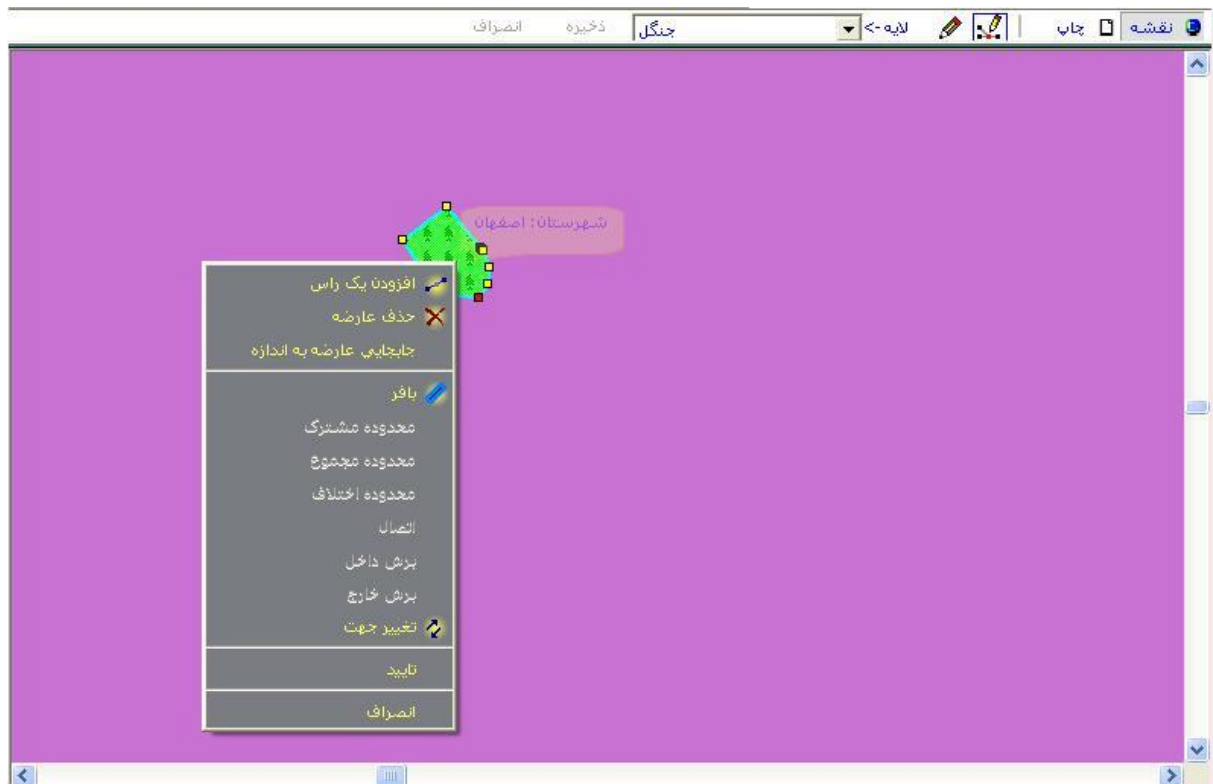 نقشه چاپ لایه-> جنگل ذخیره انصراف
شهرستان: اصفهان
افزودن یک راس
حذف عارضه
جابجایي عارضه به اندازه
بافر
محدوده مشترک
محدوده مجموع
محدوده اختلاف
اتصال
برش داخل
برش خارج
تغییر جهت
تایید
انصراف